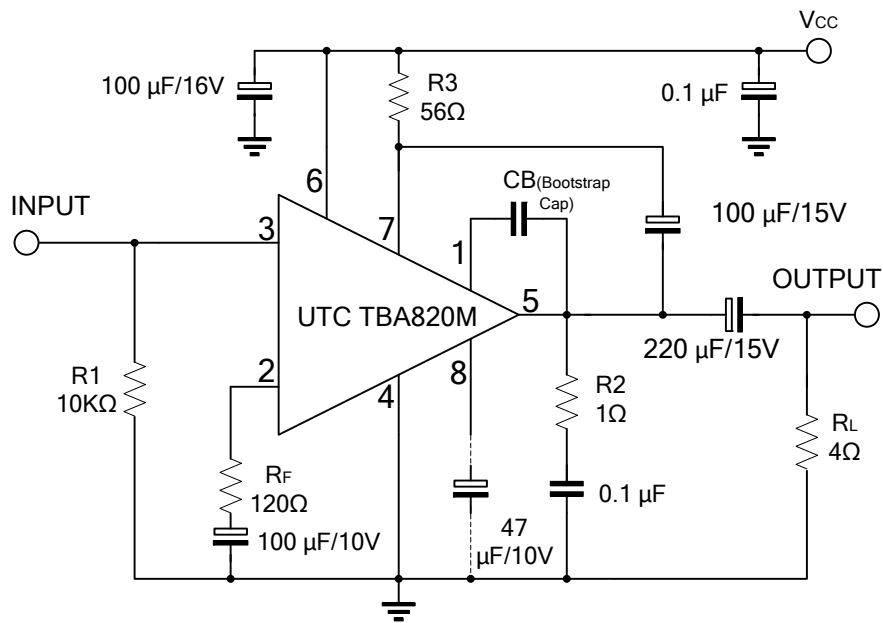 VCC
100 μF/16V
R3
56Ω
0.1 μF
6
CB(Bootstrap
Cap)
INPUT
7
100 μF/15V
3
1
OUTPUT
5
UTC TBA820M
220 μF/15V
2
8
R1
10KΩ
4
R2
1Ω
RL
4Ω
RF
120Ω
0.1 μF
100 μF/10V
47
μF/10V